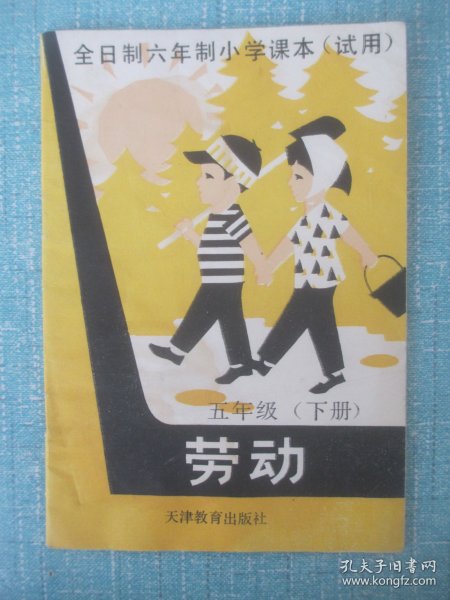 全日制六年制小学课本(试用)
五年级(下册)
劳动
天津教育出版社
孔夫子旧书网
www.kongfz.com